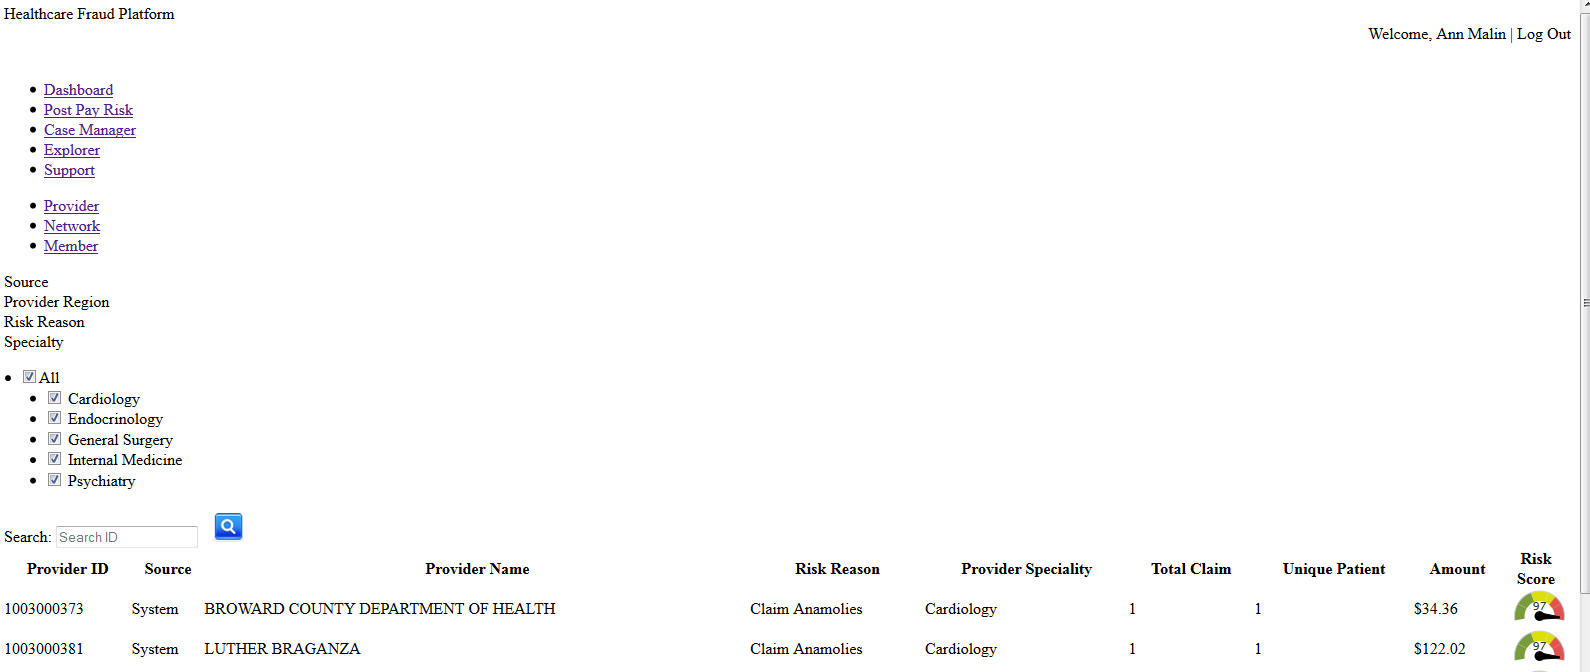 Healthcare Fraud Platform
Welcome, Ann Malin | Log Out
Dashboard
Post Pay Risk
Case Manager
Explorer
Support
Provider
Network
Member
Source
Provider Region
Risk Reason
Specialty
All
Cardiology
Endocrinology
General Surgery
Internal Medicine
Psychiatry
Search: Search ID
Provider ID Source Provider Name Risk Reason Provider Speciality Total Claim Unique Patient Amount Risk Score
1003000373 System BROWARD COUNTY DEPARTMENT OF HEALTH Claim Anamolies Cardiology 1 1 $34.36 97
1003000381 System LUTHER BRAGANZA Claim Anamolies Cardiology 1 1 $122.02 97